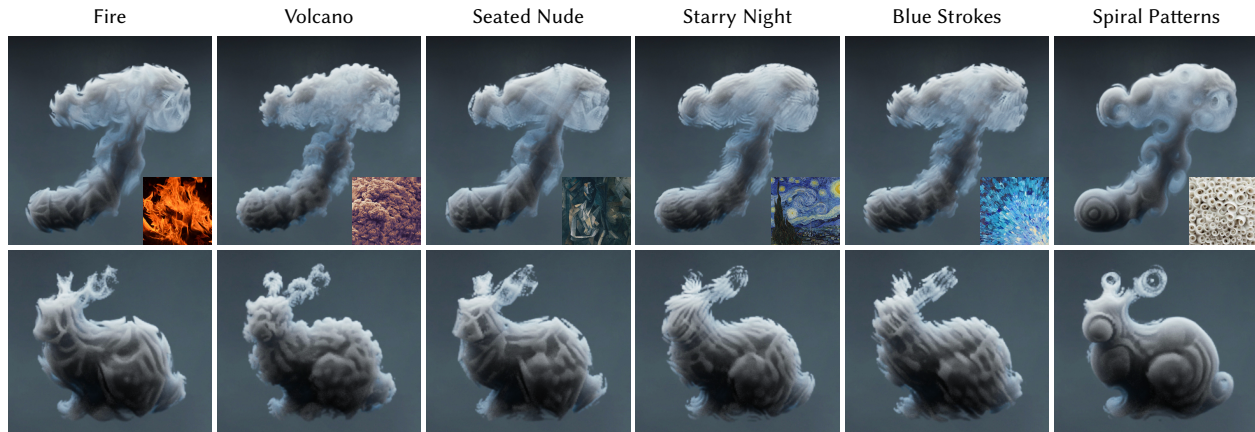 Fire
Volcano
Seated Nude
Starry Night
Blue Strokes
Spiral Patterns